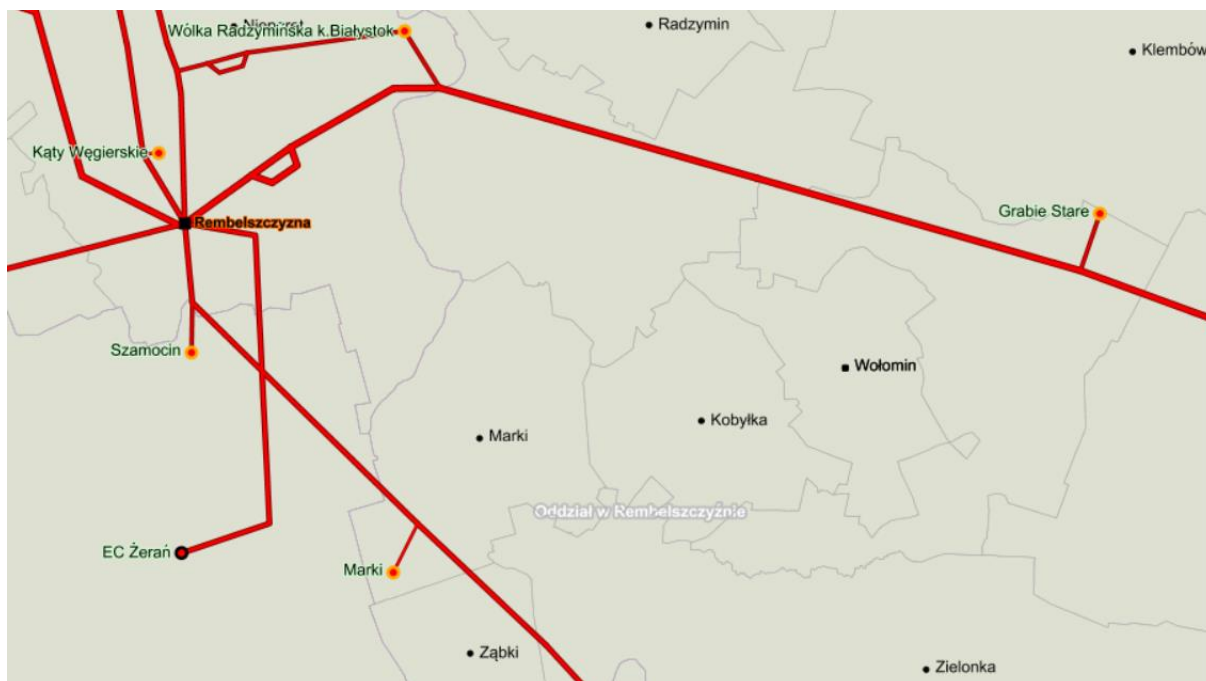 Nieporęt
Radzymin
Wólka Radzymińska k.Białystok
Klembów
Kąty Węgierskie
Grabie Stare
Rembelszczyzna
Szamocin
Wołomin
Kobyłka
Marki
Oddział w Rembelszczyźnie
EC Żerań
Marki
Ząbki
Zielonka